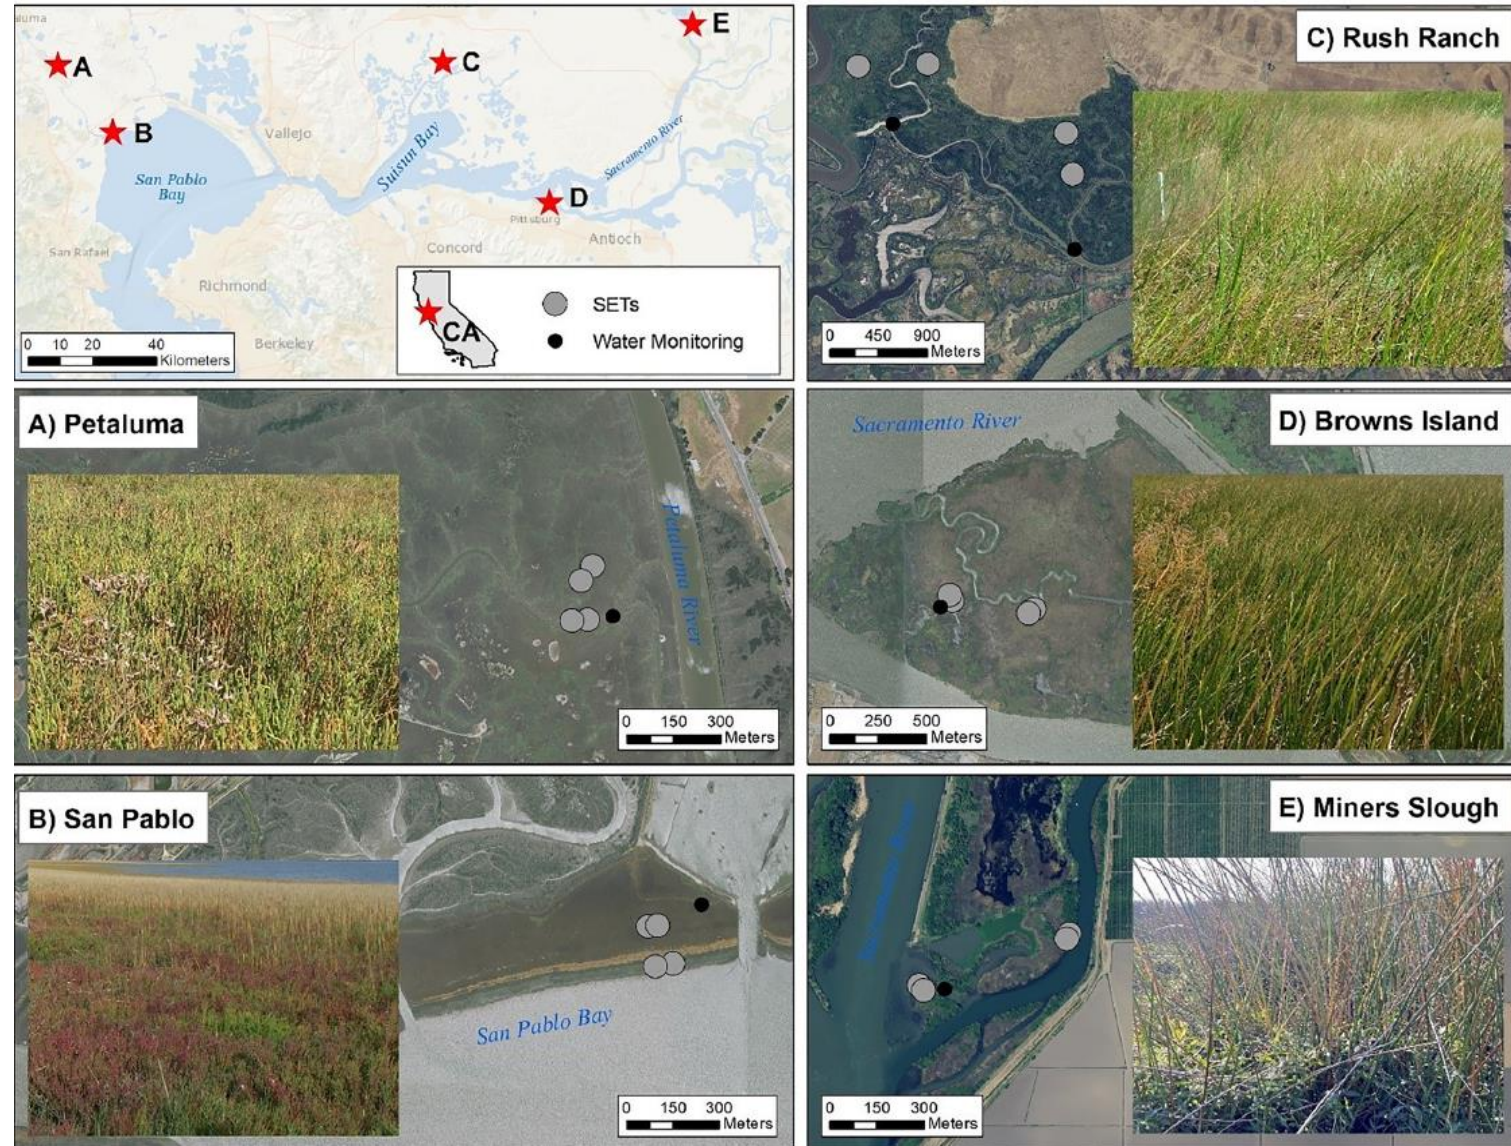 aluma
A
B
C
D
E
Vallejo
San Pablo
Bay
Suisun Bay
Sacramento River
Pittsburg
Antioch
Concord
San Rafael
Richmond
Berkeley
0 10 20 40
Kilometers
CA
SETs
Water Monitoring
C) Rush Ranch
0 450 900
Meters
A) Petaluma
Petaluma River
0 150 300
Meters
D) Browns Island
Sacramento River
0 250 500
Meters
B) San Pablo
San Pablo Bay
0 150 300
Meters
E) Miners Slough
Sacramento River
0 150 300
Meters